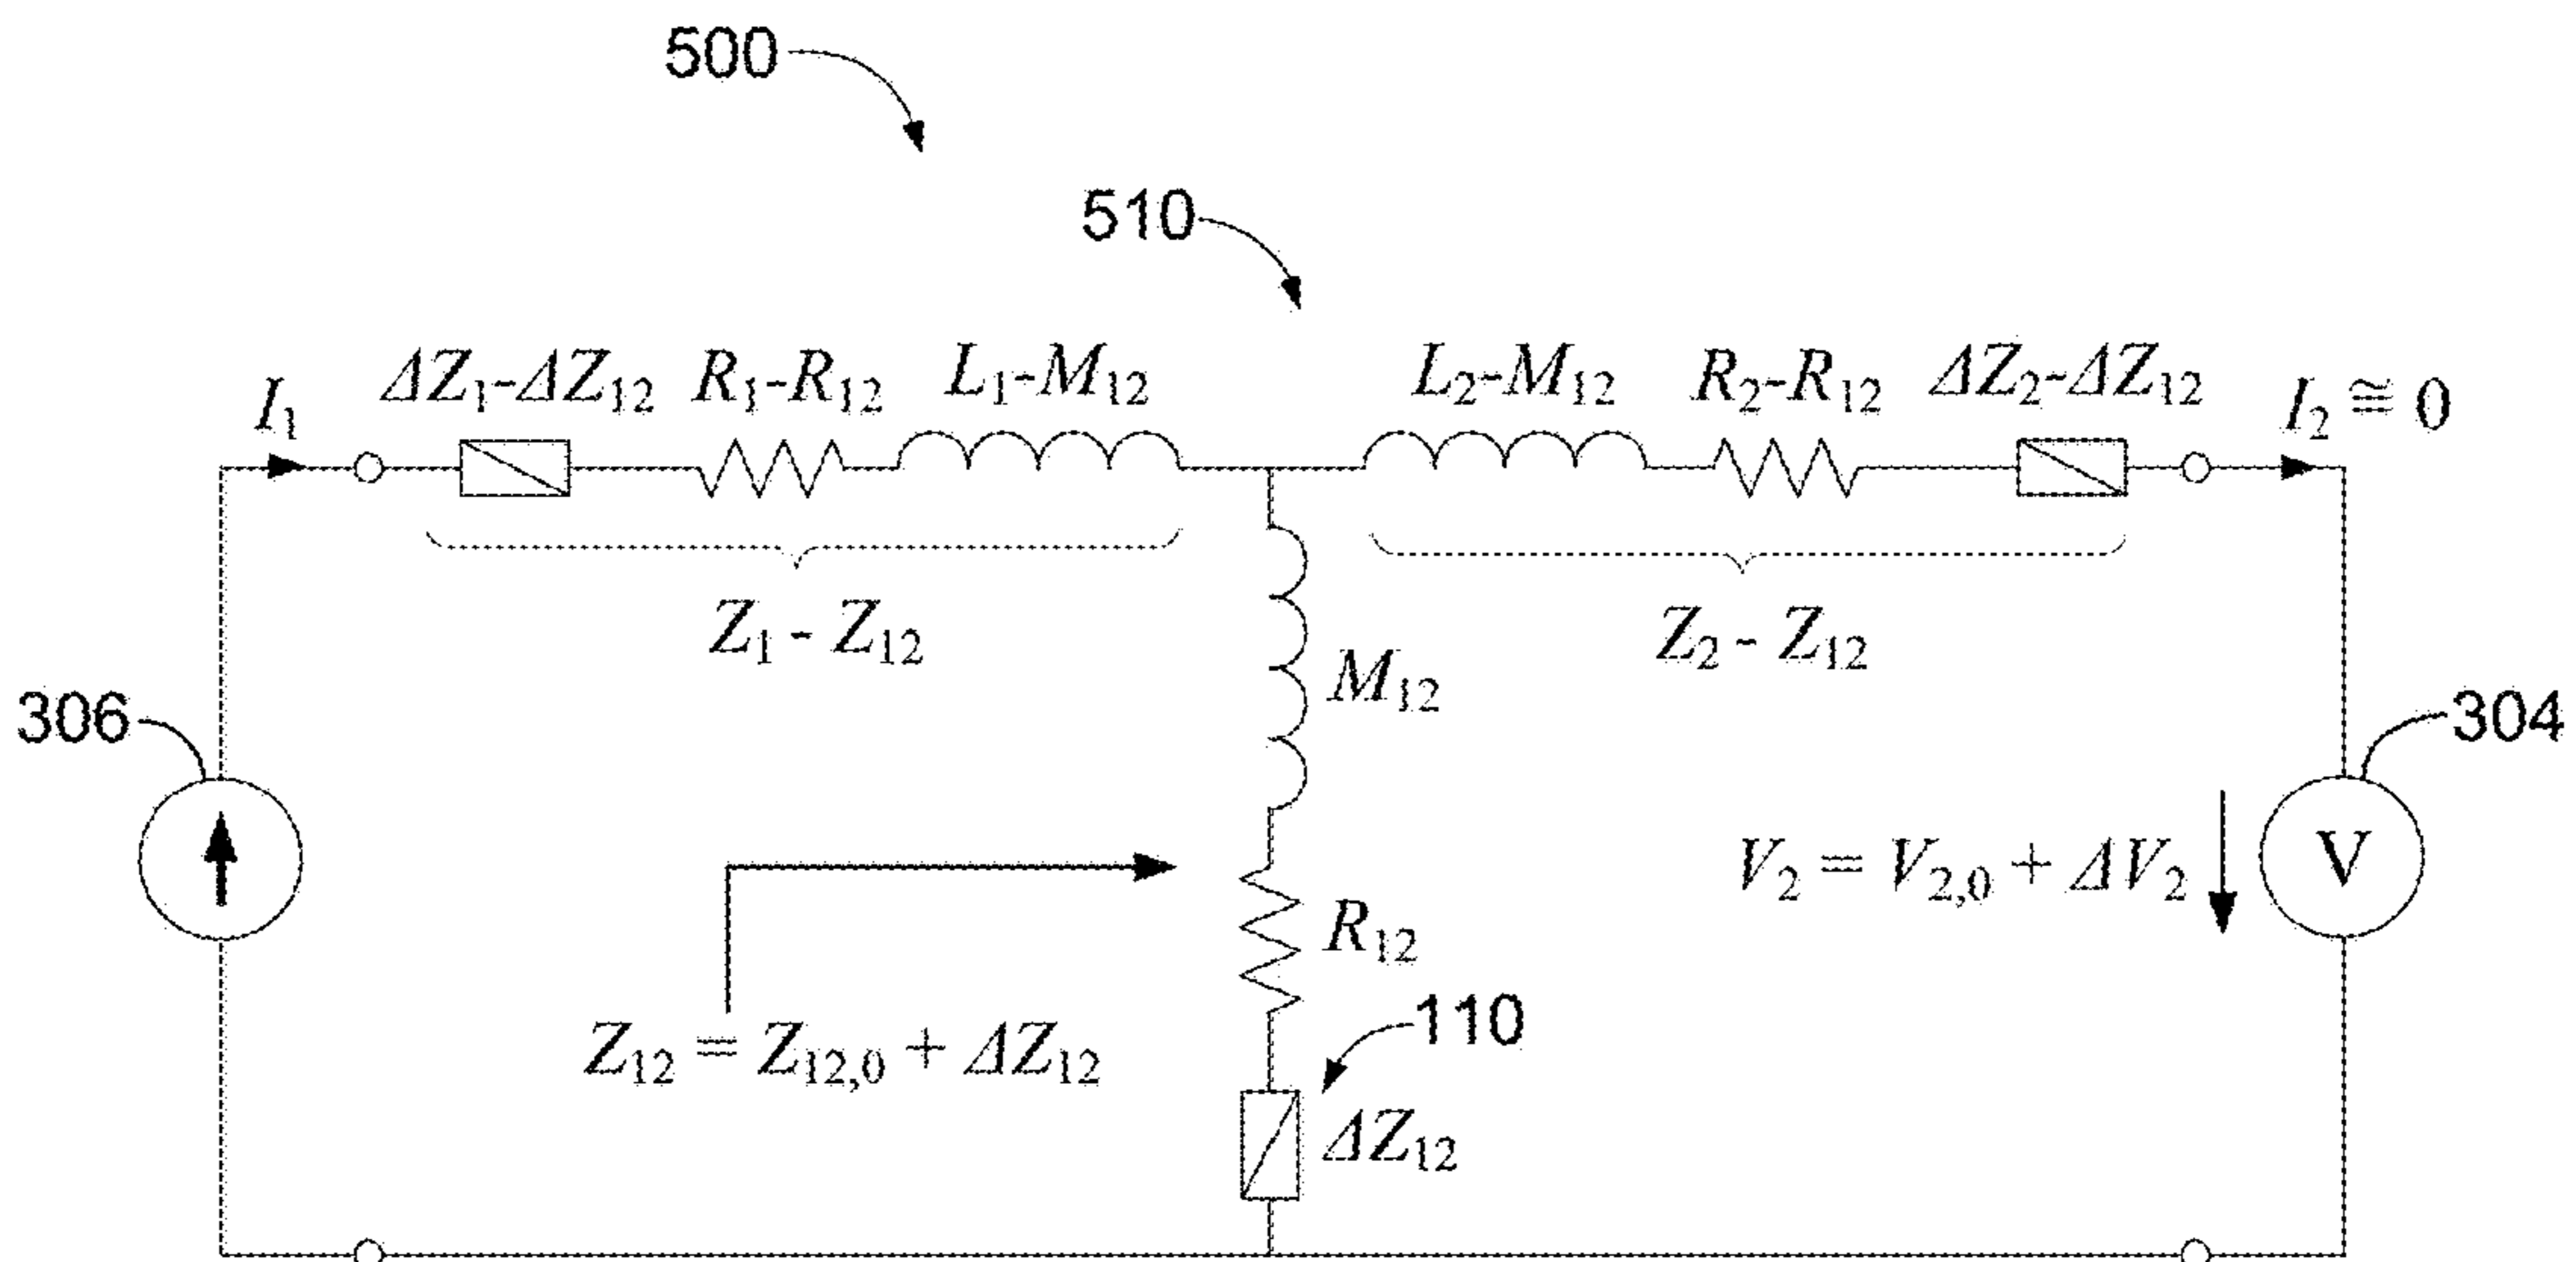 500
510
I₁
ΔZ₁-ΔZ₁₂
R₁-R₁₂
L₁-M₁₂
L₂-M₁₂
R₂-R₁₂
ΔZ₂-ΔZ₁₂
I₂ ≅ 0
Z₁ - Z₁₂
Z₂ - Z₁₂
M₁₂
306
304
V₂ = V₂,₀ + ΔV₂
V
R₁₂
110
Z₁₂ = Z₁₂,₀ + ΔZ₁₂
ΔZ₁₂